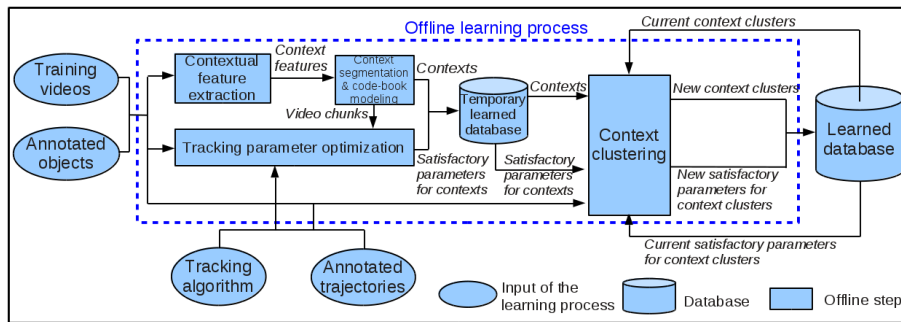 Offline learning process
Current context clusters
Training
videos
Contextual
feature
extraction
Context
features
Context
segmentation
& code-book
modeling
Contexts
Video chunks
Temporary
learned
database
Contexts
Context
clustering
New context clusters
Learned
database
Annotated
objects
Tracking parameter optimization
Satisfactory
parameters
for contexts
Satisfactory
parameters
for contexts
New satisfactory
parameters for
context clusters
Current satisfactory parameters
for context clusters
Tracking
algorithm
Annotated
trajectories
Input of the
learning process
Database
Offline step